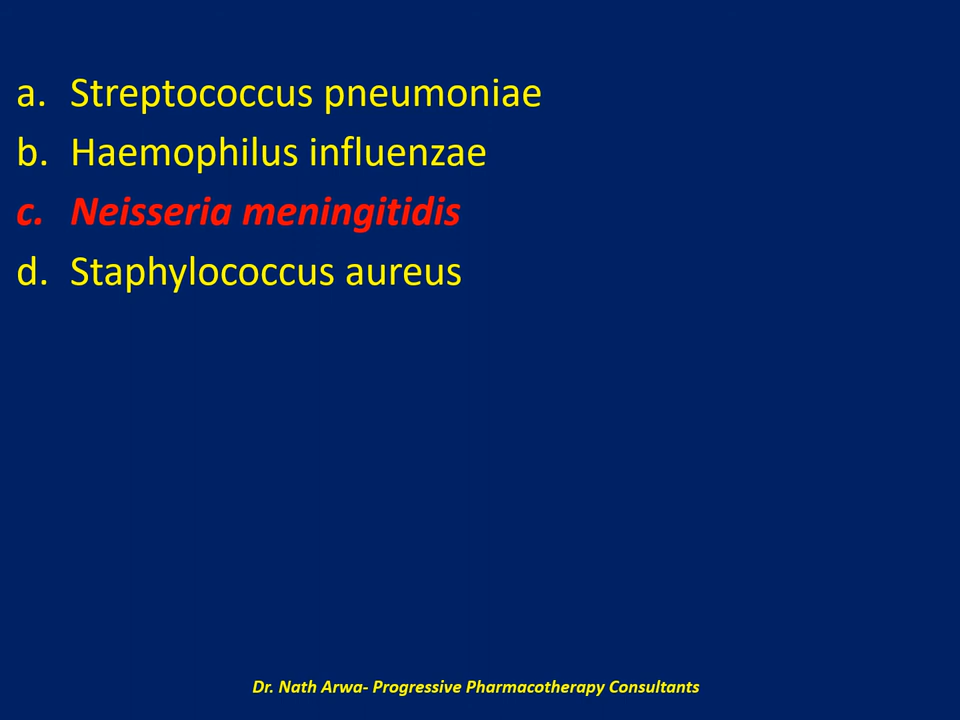 a. Streptococcus pneumoniae
b. Haemophilus influenzae
c. Neisseria meningitidis
d. Staphylococcus aureus
Dr. Nath Arwa- Progressive Pharmacotherapy Consultants